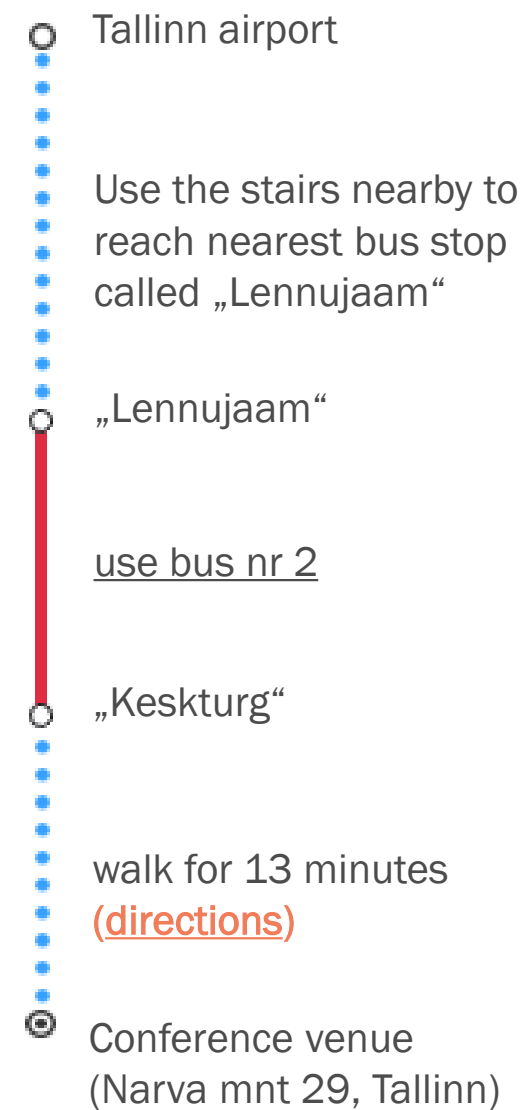 Tallinn airport
Use the stairs nearby to
reach nearest bus stop
called „Lennujaam“
„Lennujaam“
use bus nr 2
„Keskturg“
walk for 13 minutes
(directions)
Conference venue
(Narva mnt 29, Tallinn)